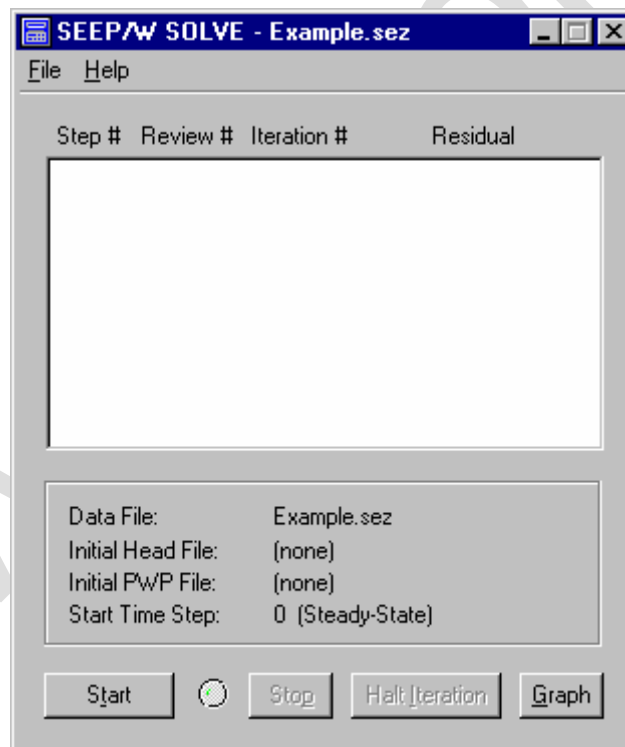 SEEP/W SOLVE - Example.sez
File Help
Step # Review # Iteration # Residual
Data File: Example.sez
Initial Head File: (none)
Initial PWP File: (none)
Start Time Step: 0 (Steady-State)
Start Stop Halt Iteration Graph